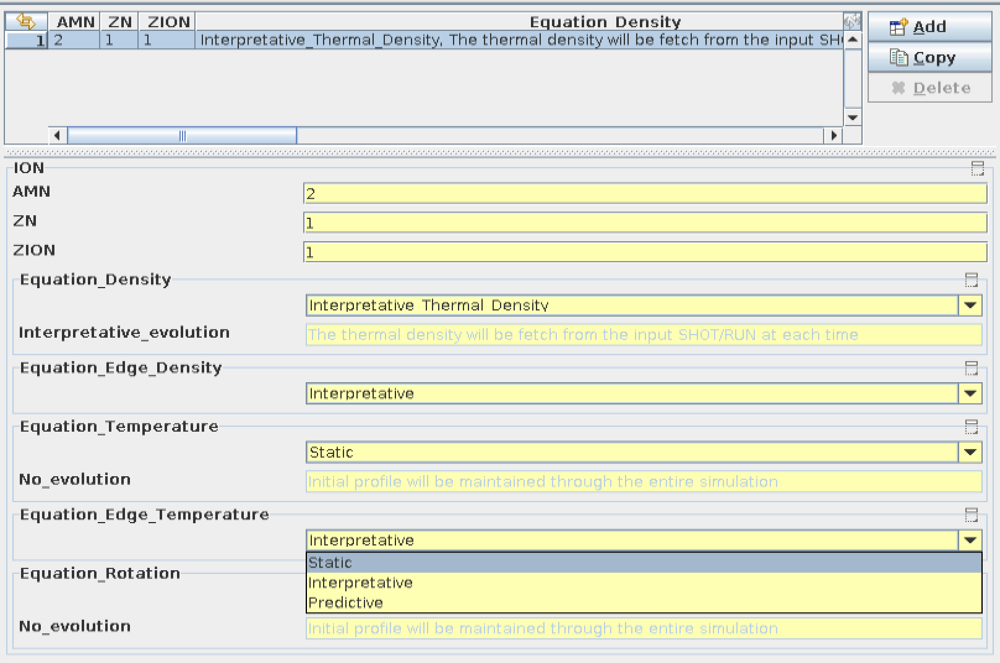 AMN ZN ZION Equation_Density
1 2 1 1 Interpretative_Thermal_Density, The thermal density will be fetch from the input SH
Add
Copy
Delete
ION
AMN 2
ZN 1
ZION 1
Equation_Density
Interpretative_Thermal_Density
Interpretative_evolution The thermal density will be fetch from the input SHOT/RUN at each time
Equation_Edge_Density
Interpretative
Equation_Temperature
Static
No_evolution Initial profile will be maintained through the entire simulation
Equation_Edge_Temperature
Interpretative
Static
Equation_Rotation
Interpretative
Predictive
No_evolution Initial profile will be maintained through the entire simulation